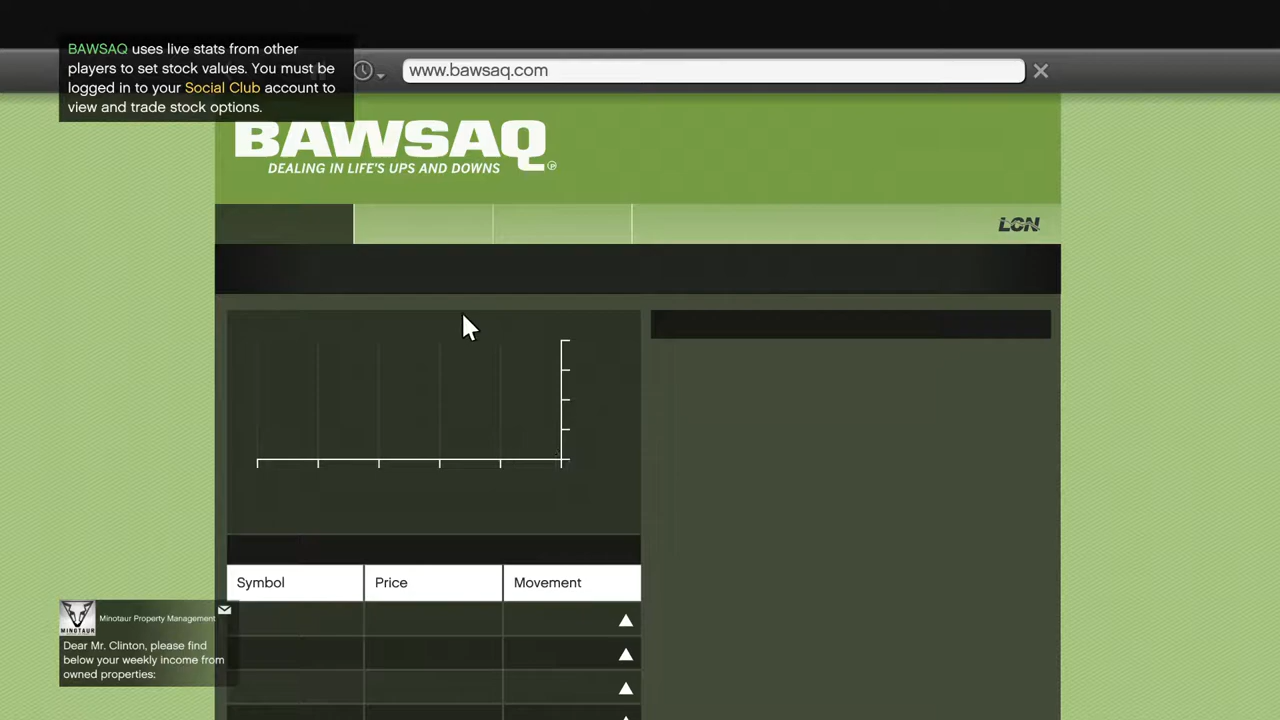 BAWSAQ uses live stats from other
players to set stock values. You must be
logged in to your Social Club account to
view and trade stock options.
www.bawsaq.com
BAWSAQ
DEALING IN LIFE'S UPS AND DOWNS
LCN
Symbol Price Movement
MINOTAUR
Minotaur Property Management
Dear Mr. Clinton, please find
below your weekly income from
owned properties: